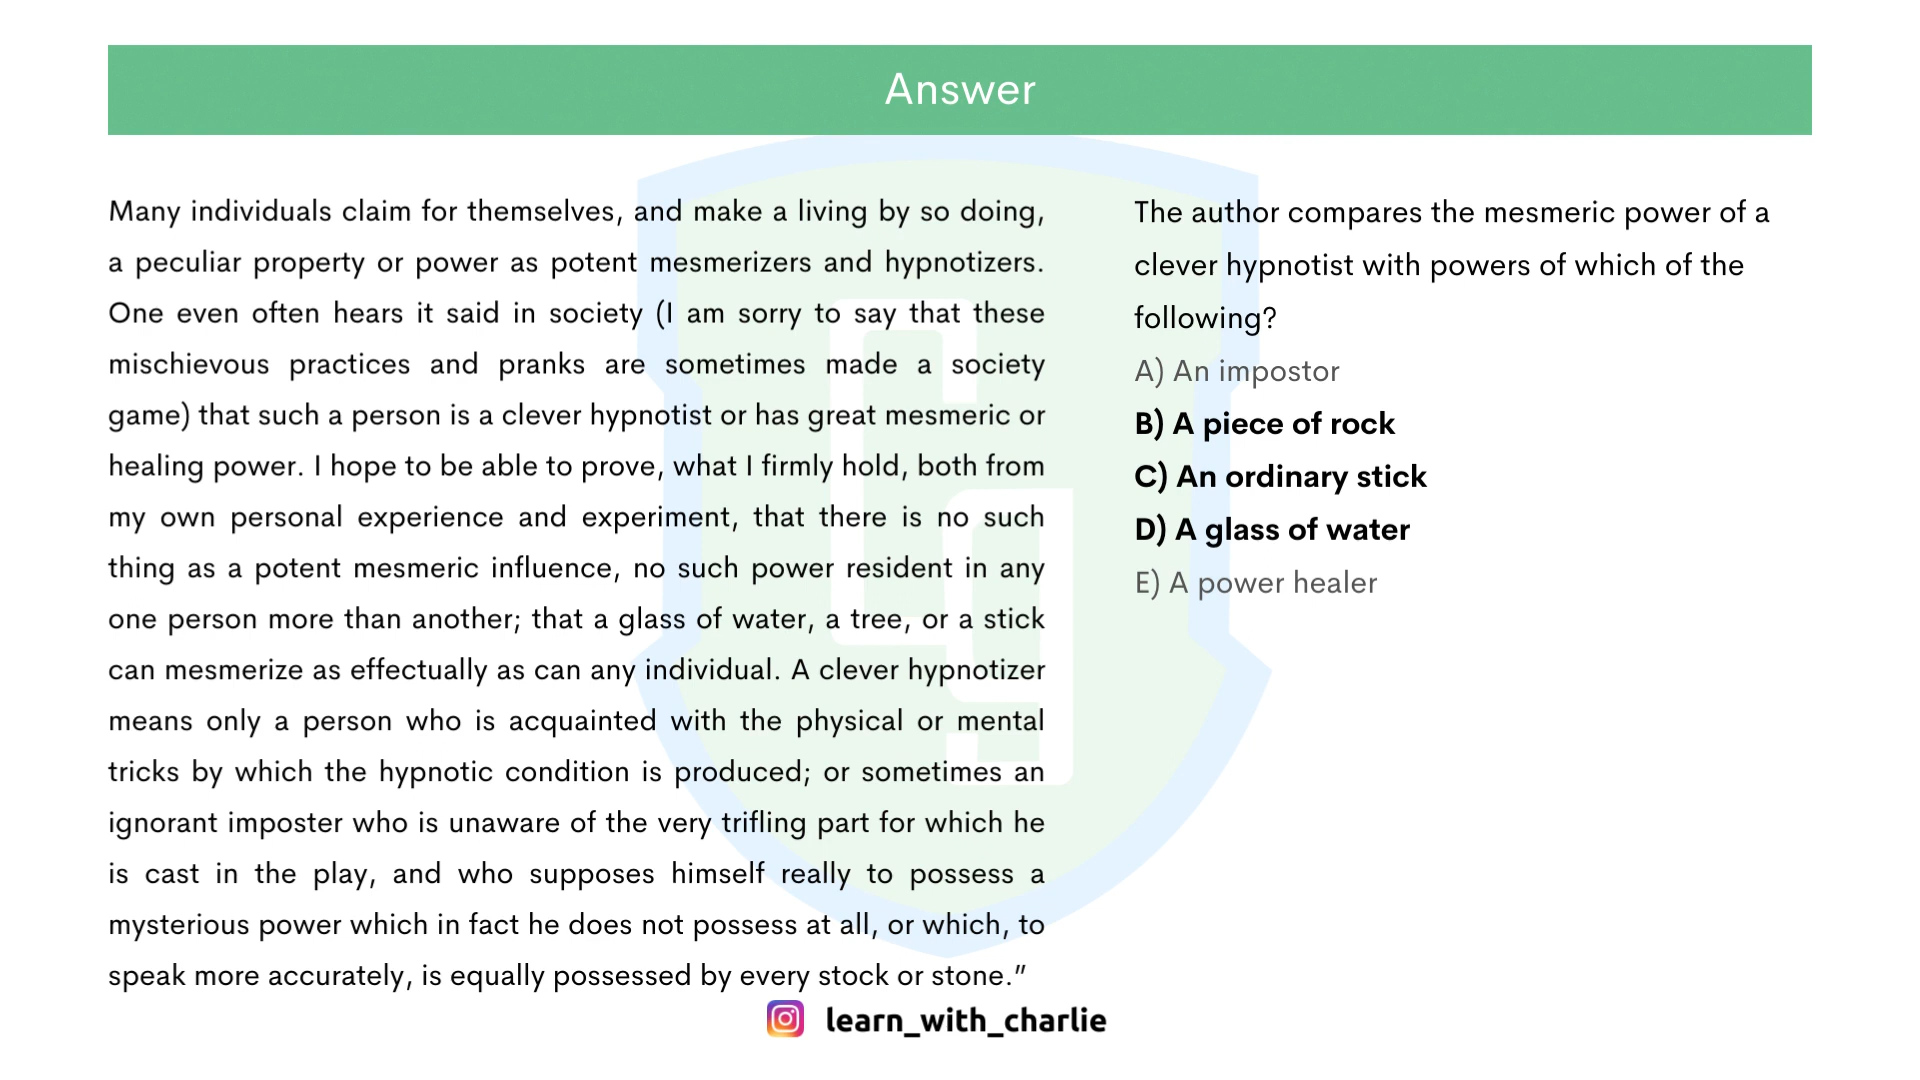 Answer
Many individuals claim for themselves, and make a living by so doing,
a peculiar property or power as potent mesmerizers and hypnotizers.
One even often hears it said in society (I am sorry to say that these
mischievous practices and pranks are sometimes made a society
game) that such a person is a clever hypnotist or has great mesmeric or
healing power. I hope to be able to prove, what I firmly hold, both from
my own personal experience and experiment, that there is no such
thing as a potent mesmeric influence, no such power resident in any
one person more than another; that a glass of water, a tree, or a stick
can mesmerize as effectually as can any individual. A clever hypnotizer
means only a person who is acquainted with the physical or mental
tricks by which the hypnotic condition is produced; or sometimes an
ignorant imposter who is unaware of the very trifling part for which he
is cast in the play, and who supposes himself really to possess a
mysterious power which in fact he does not possess at all, or which, to
speak more accurately, is equally possessed by every stock or stone.”
The author compares the mesmeric power of a
clever hypnotist with powers of which of the
following?
A) An impostor
B) A piece of rock
C) An ordinary stick
D) A glass of water
E) A power healer
learn_with_charlie